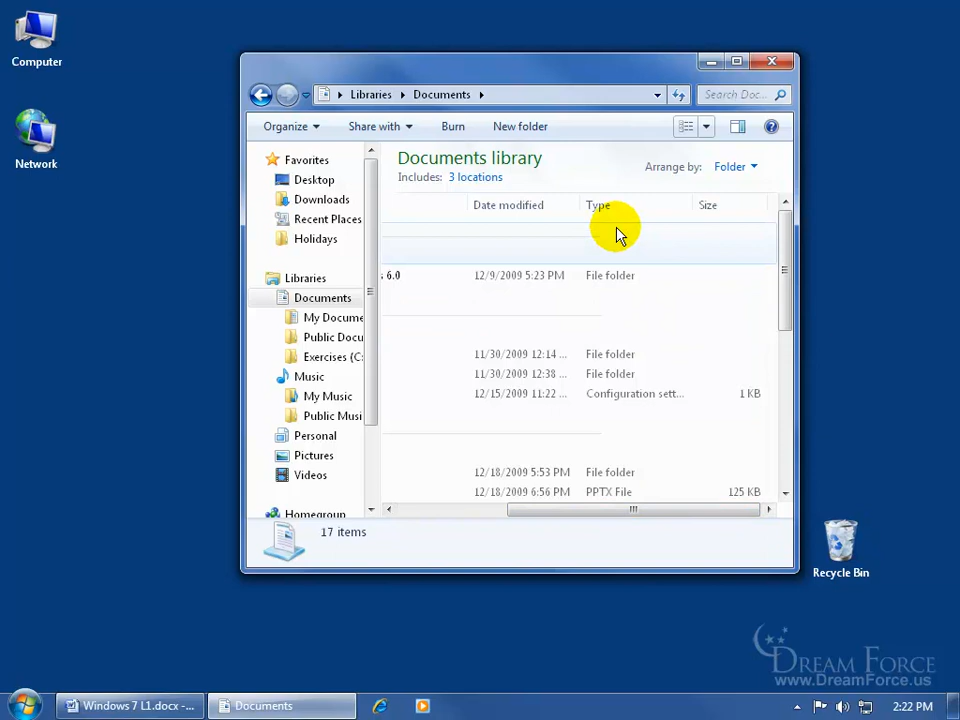 Computer
Network
Libraries Documents
Search Doc...
Organize Share with Burn New folder
Documents library
Includes: 3 locations
Arrange by: Folder
Date modified Type Size
Favorites
Desktop
Downloads
Recent Places
Holidays
Libraries
Documents
My Docume
Public Docu
Exercises (C:
Music
My Music
Public Musi
Personal
Pictures
Videos
Homegroup
s 6.0 12/9/2009 5:23 PM File folder
11/30/2009 12:14 ... File folder
11/30/2009 12:38 ... File folder
12/15/2009 11:22 ... Configuration sett... 1 KB
12/18/2009 5:53 PM File folder
12/18/2009 6:56 PM PPTX File 125 KB
17 items
Recycle Bin
DREAM FORCE
www.DreamForce.us
Windows 7 L1.docx -...
Documents
2:22 PM